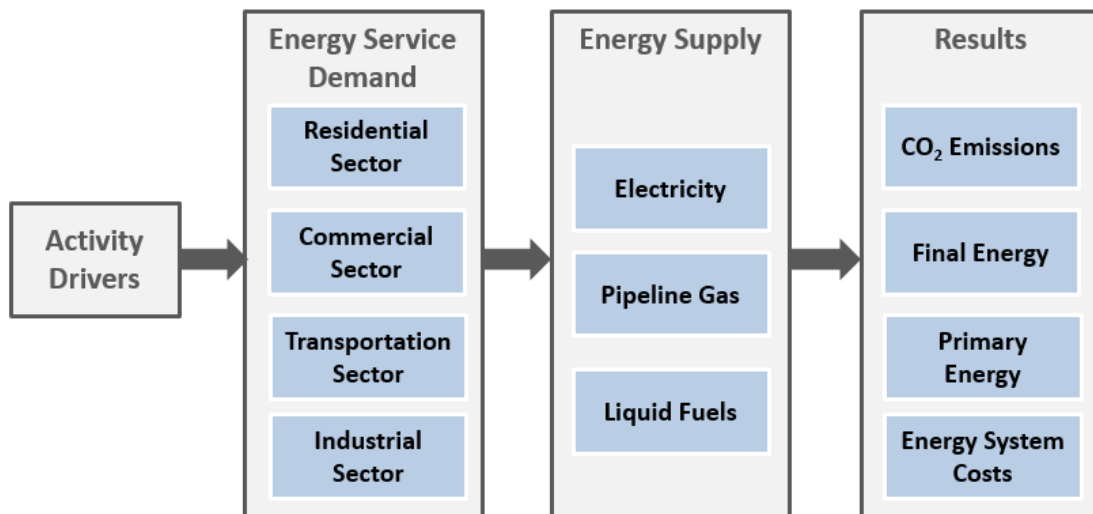 Activity
Drivers
Energy Service
Demand
Residential
Sector
Commercial
Sector
Transportation
Sector
Industrial
Sector
Energy Supply
Electricity
Pipeline Gas
Liquid Fuels
Results
CO₂ Emissions
Final Energy
Primary
Energy
Energy System
Costs